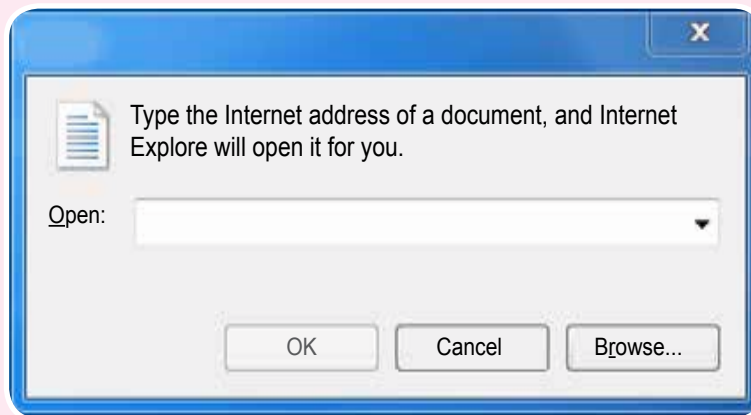 X
Type the Internet address of a document, and Internet
Explore will open it for you.
Open:
OK
Cancel
Browse...